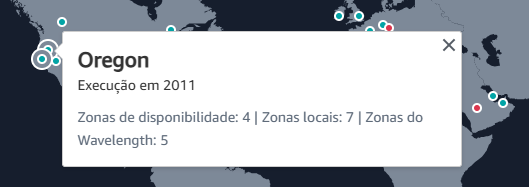 Oregon
Execução em 2011
Zonas de disponibilidade: 4 | Zonas locais: 7 | Zonas do
Wavelength: 5